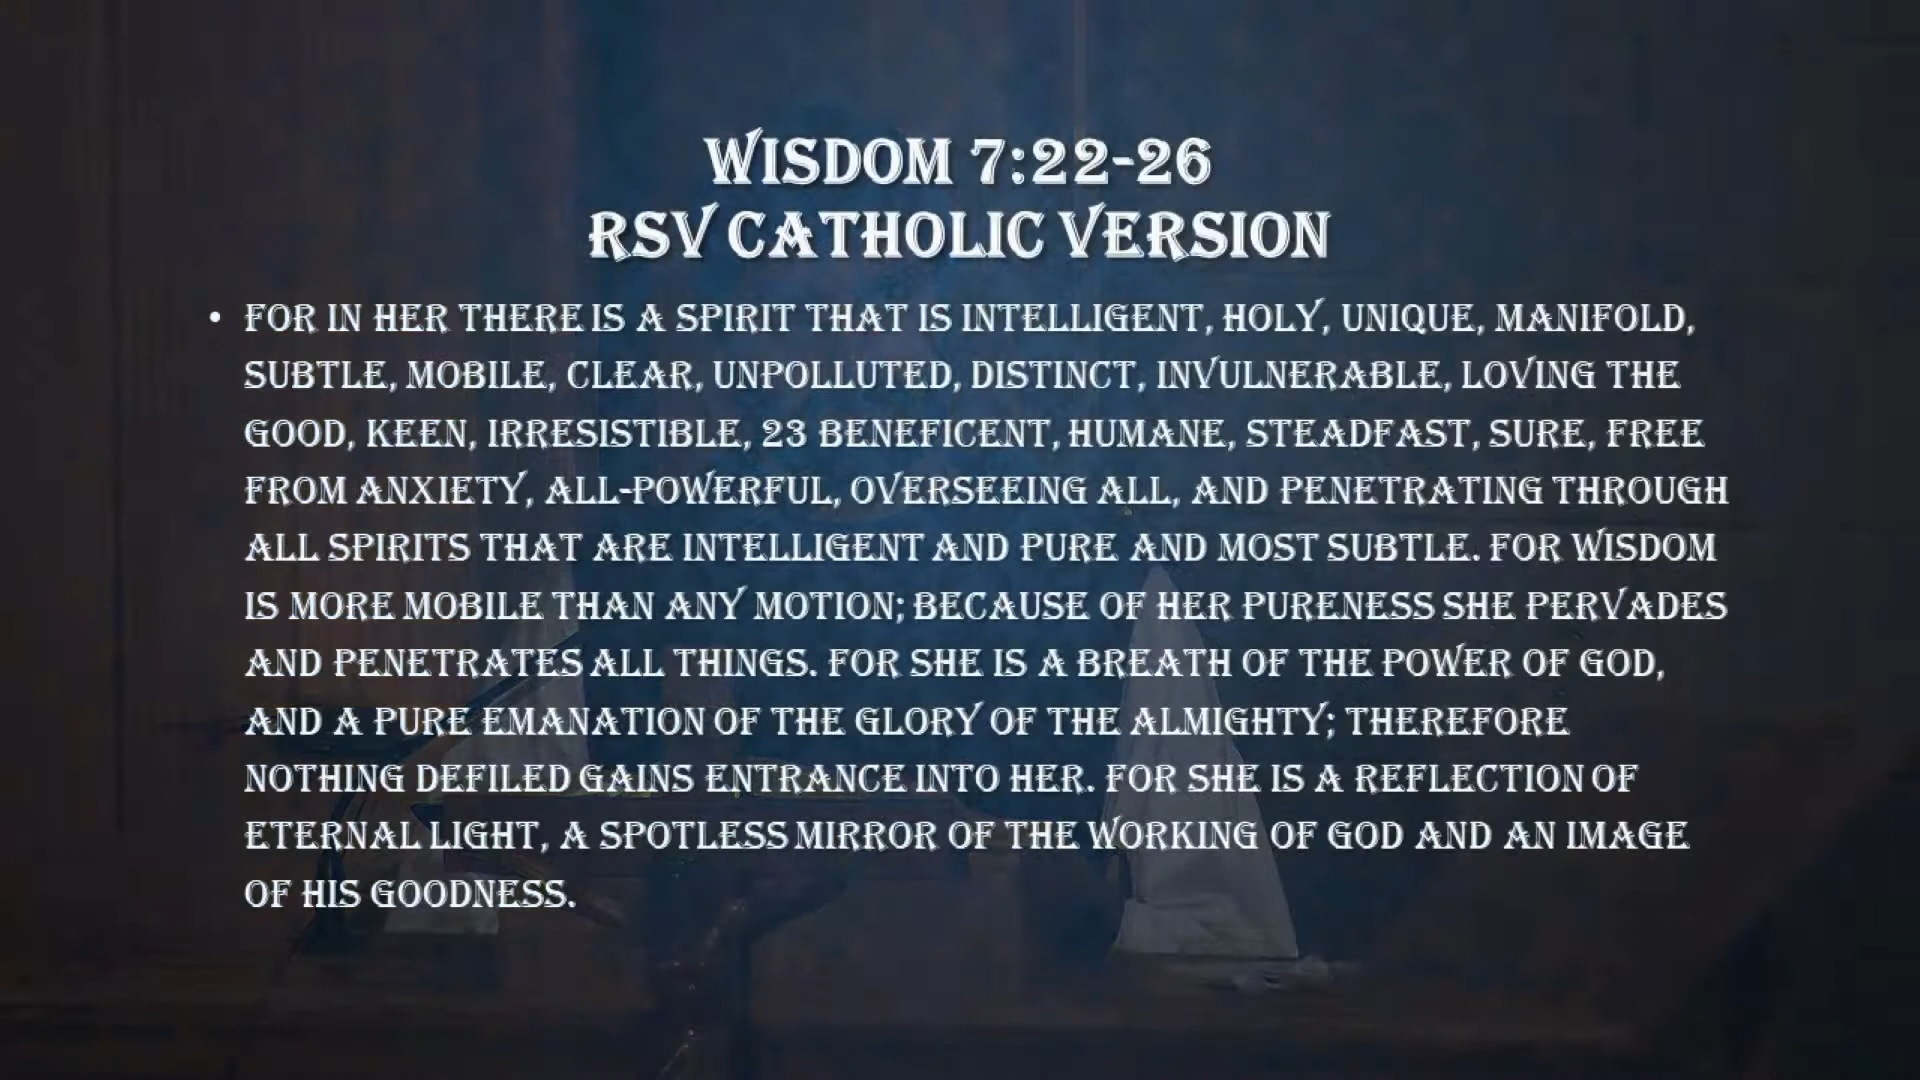 WISDOM 7:22-26
RSV CATHOLIC VERSION
• FOR IN HER THERE IS A SPIRIT THAT IS INTELLIGENT, HOLY, UNIQUE, MANIFOLD,
SUBTLE, MOBILE, CLEAR, UNPOLLUTED, DISTINCT, INVULNERABLE, LOVING THE
GOOD, KEEN, IRRESISTIBLE, 23 BENEFICENT, HUMANE, STEADFAST, SURE, FREE
FROM ANXIETY, ALL-POWERFUL, OVERSEEING ALL, AND PENETRATING THROUGH
ALL SPIRITS THAT ARE INTELLIGENT AND PURE AND MOST SUBTLE. FOR WISDOM
IS MORE MOBILE THAN ANY MOTION; BECAUSE OF HER PURENESS SHE PERVADES
AND PENETRATES ALL THINGS. FOR SHE IS A BREATH OF THE POWER OF GOD,
AND A PURE EMANATION OF THE GLORY OF THE ALMIGHTY; THEREFORE
NOTHING DEFILED GAINS ENTRANCE INTO HER. FOR SHE IS A REFLECTION OF
ETERNAL LIGHT, A SPOTLESS MIRROR OF THE WORKING OF GOD AND AN IMAGE
OF HIS GOODNESS.